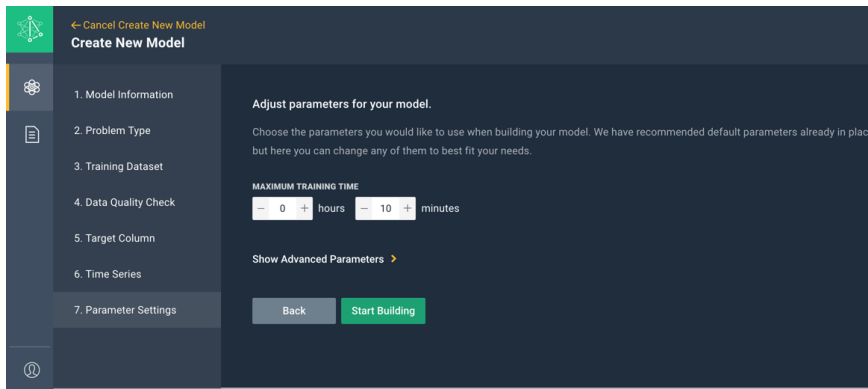 ← Cancel Create New Model
Create New Model
1. Model Information
2. Problem Type
3. Training Dataset
4. Data Quality Check
5. Target Column
6. Time Series
7. Parameter Settings
Adjust parameters for your model.
Choose the parameters you would like to use when building your model. We have recommended default parameters already in plac
but here you can change any of them to best fit your needs.
MAXIMUM TRAINING TIME
− 0 + hours − 10 + minutes
Show Advanced Parameters >
Back Start Building